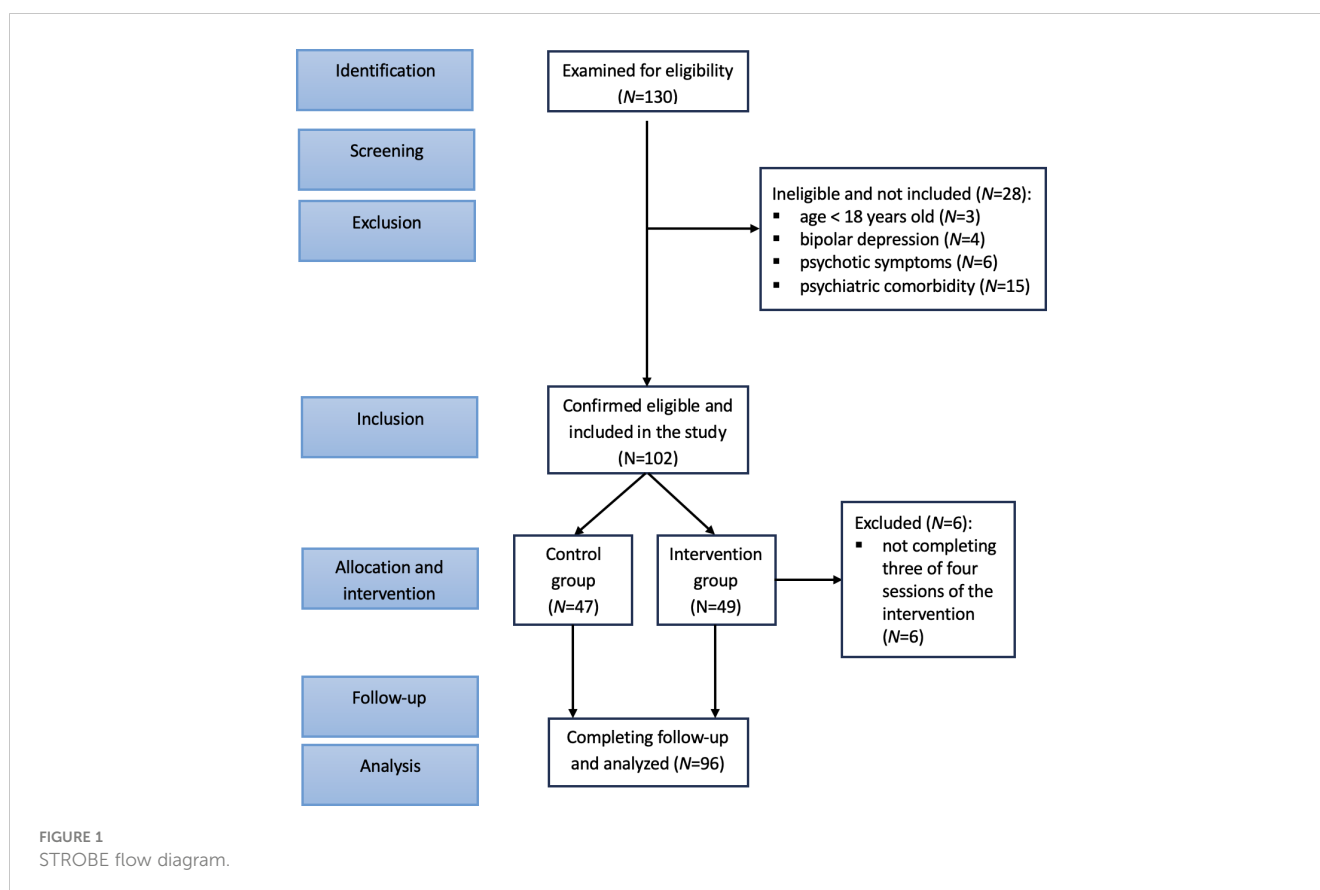 Identification
Examined for eligibility
(N=130)
Screening
Exclusion
Ineligible and not included (N=28):
▪ age < 18 years old (N=3)
▪ bipolar depression (N=4)
▪ psychotic symptoms (N=6)
▪ psychiatric comorbidity (N=15)
Inclusion
Confirmed eligible and
included in the study
(N=102)
Allocation and
intervention
Control
group
(N=47)
Intervention
group
(N=49)
Excluded (N=6):
▪ not completing
three of four
sessions of the
intervention
(N=6)
Follow-up
Analysis
Completing follow-up
and analyzed (N=96)
FIGURE 1
STROBE flow diagram.